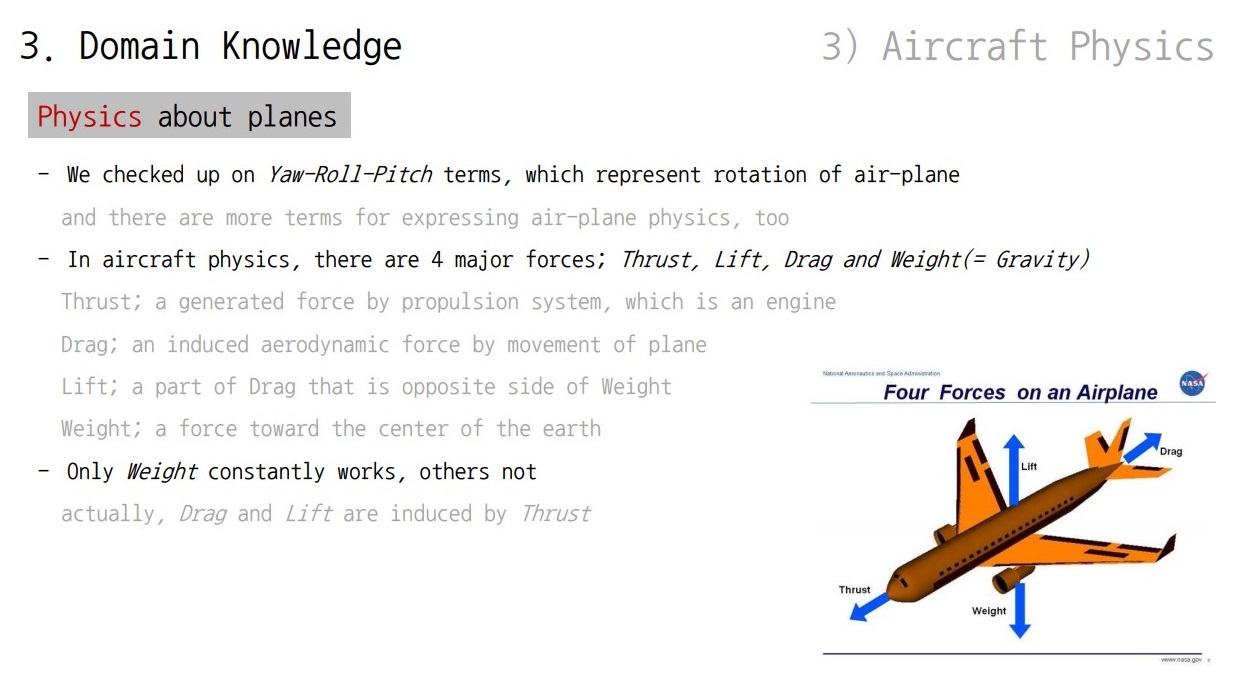 3. Domain Knowledge
3) Aircraft Physics
Physics about planes
- We checked up on Yaw-Roll-Pitch terms, which represent rotation of air-plane
and there are more terms for expressing air-plane physics, too
- In aircraft physics, there are 4 major forces; Thrust, Lift, Drag and Weight(= Gravity)
Thrust; a generated force by propulsion system, which is an engine
Drag; an induced aerodynamic force by movement of plane
Lift; a part of Drag that is opposite side of Weight
Weight; a force toward the center of the earth
- Only Weight constantly works, others not
actually, Drag and Lift are induced by Thrust
National Aeronautics and Space Administration
Four Forces on an Airplane
NASA
Drag
Lift
Thrust
Weight
www.nasa.gov